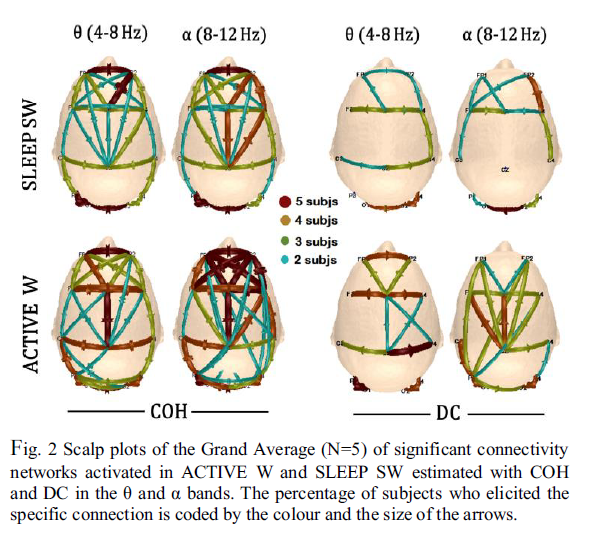 θ (4-8 Hz) α (8-12 Hz) θ (4-8 Hz) α (8-12 Hz)
SLEEP SW
5 subjs
4 subjs
3 subjs
2 subjs
ACTIVE W
COH DC
Fig. 2 Scalp plots of the Grand Average (N=5) of significant connectivity
networks activated in ACTIVE W and SLEEP SW estimated with COH
and DC in the θ and α bands. The percentage of subjects who elicited the
specific connection is coded by the colour and the size of the arrows.